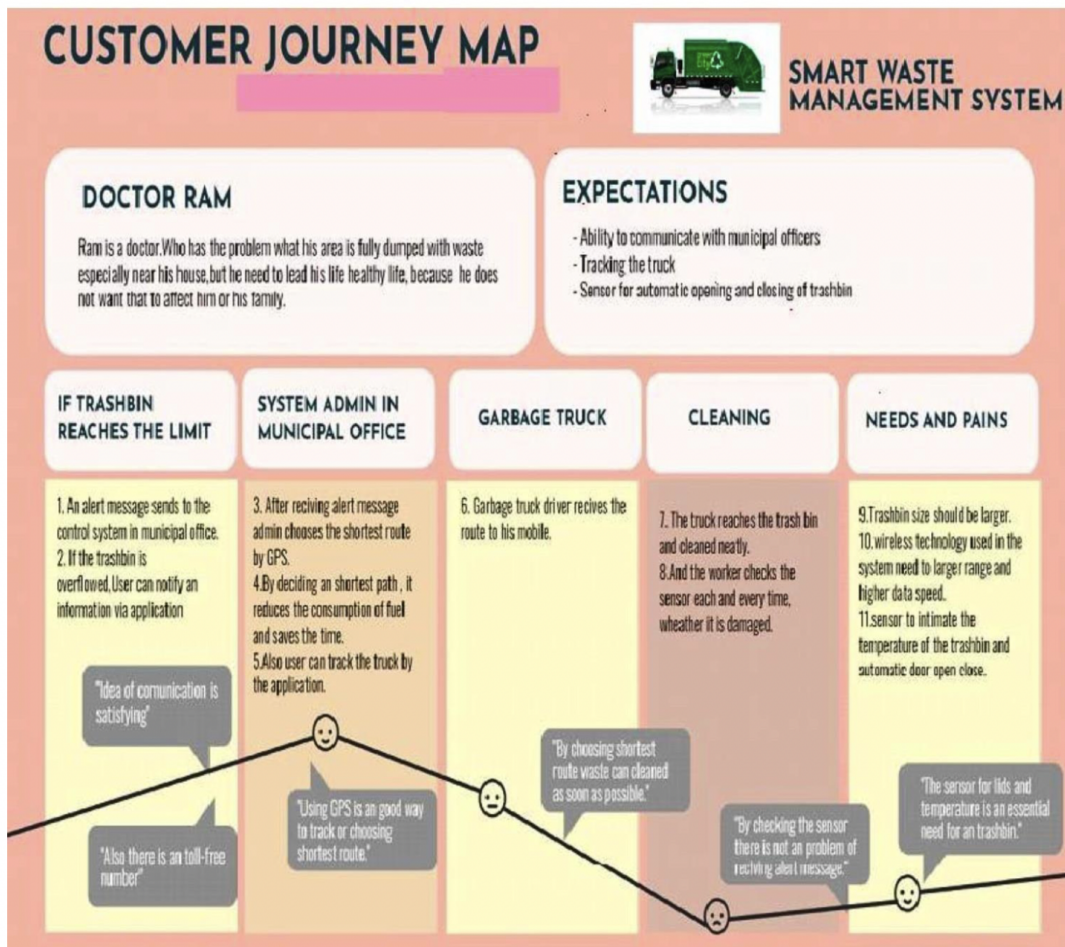 CUSTOMER JOURNEY MAP
SMART WASTE
MANAGEMENT SYSTEM
DOCTOR RAM
Ram is a doctor.Who has the problem what his area is fully dumped with waste
especially near his house,but he need to lead his life healthy life, because he does
not want that to affect him or his family.
EXPECTATIONS
- Ability to communicate with municipal officers
- Tracking the truck
- Sensor for automatic opening and closing of trashbin
IF TRASHBIN
REACHES THE LIMIT
1. An alert message sends to the
control system in municipal office.
2. If the trashbin is
overflowed,User can notify an
information via application
"Idea of comunication is
satisfying"
"Also there is an toll-free
number"
SYSTEM ADMIN IN
MUNICIPAL OFFICE
3. After reciving alert message
admin chooses the shortest route
by GPS.
4.By deciding an shortest path , it
reduces the consumption of fuel
and saves the time.
5.Also user can track the truck by
the application.
"Using GPS is an good way
to track or choosing
shortest route."
GARBAGE TRUCK
6. Garbage truck driver recives the
route to his mobile.
"By choosing shortest
route waste can cleaned
as soon as possible."
CLEANING
7. The truck reaches the trash bin
and cleaned neatly.
8.And the worker checks the
sensor each and every time,
wheather it is damaged.
"By checking the sensor
there is not an problem of
reciving alert message."
NEEDS AND PAINS
9.Trashbin size should be larger.
10.wireless technology used in the
system need to larger range and
higher data speed.
11.sensor to intimate the
temperature of the trashbin and
automatic door open close.
"The sensor for lids and
temperature is an essential
need for an trashbin."